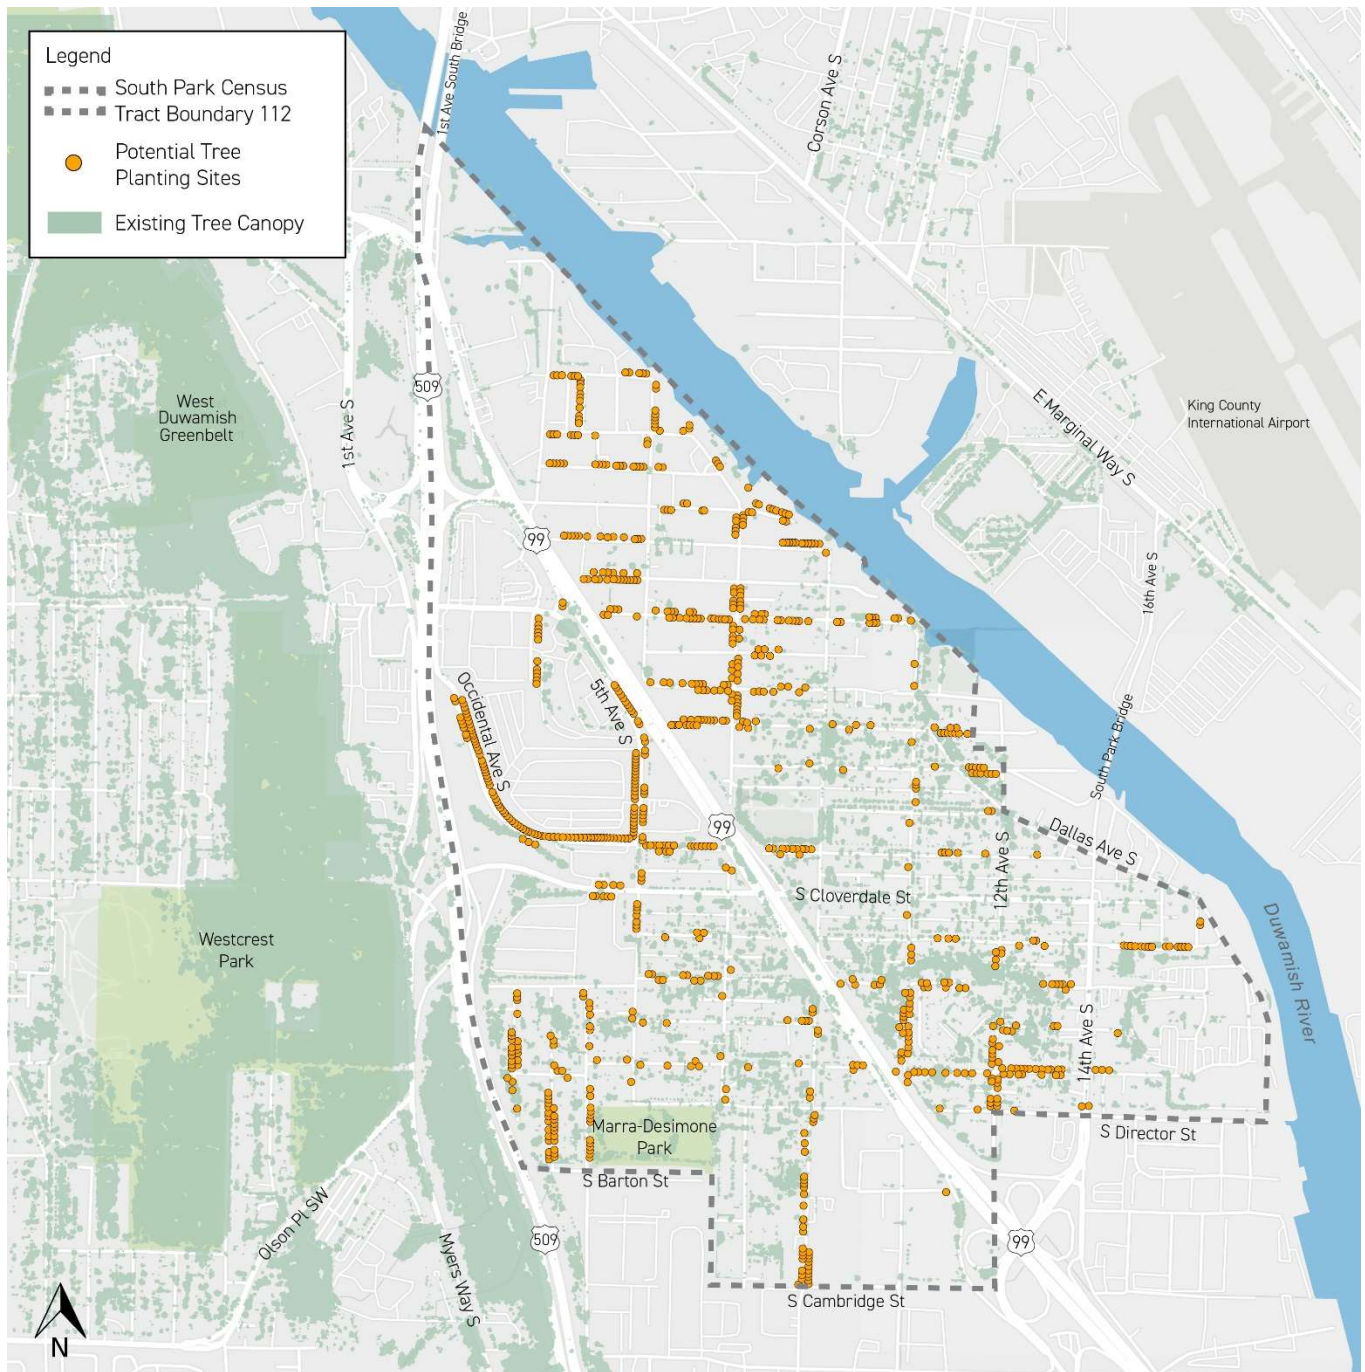 Legend
South Park Census
Tract Boundary 112
Potential Tree
Planting Sites
Existing Tree Canopy
1st Ave South Bridge
Corson Ave S
509
1st Ave S
West
Duwamish
Greenbelt
E Marginal Way S
King County
International Airport
99
16th Ave S
Occidental Ave S
5th Ave S
South Park Bridge
99
Dallas Ave S
12th Ave S
S Cloverdale St
Westcrest
Park
Duwamish River
14th Ave S
Marra-Desimone
Park
S Director St
S Barton St
Olson Pl SW
Myers Way S
509
99
S Cambridge St
N